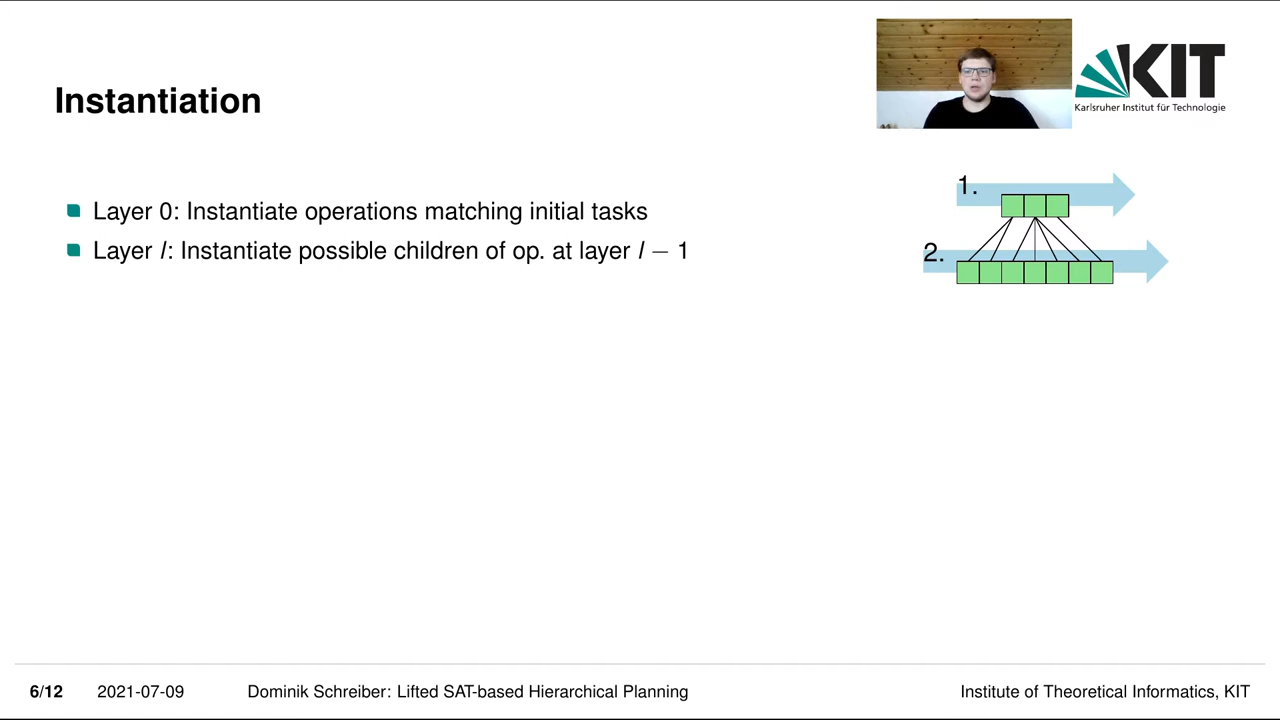 Instantiation
KIT
Karlsruher Institut für Technologie
Layer 0: Instantiate operations matching initial tasks
Layer l: Instantiate possible children of op. at layer l − 1
1.
2.
6/12 2021-07-09 Dominik Schreiber: Lifted SAT-based Hierarchical Planning Institute of Theoretical Informatics, KIT